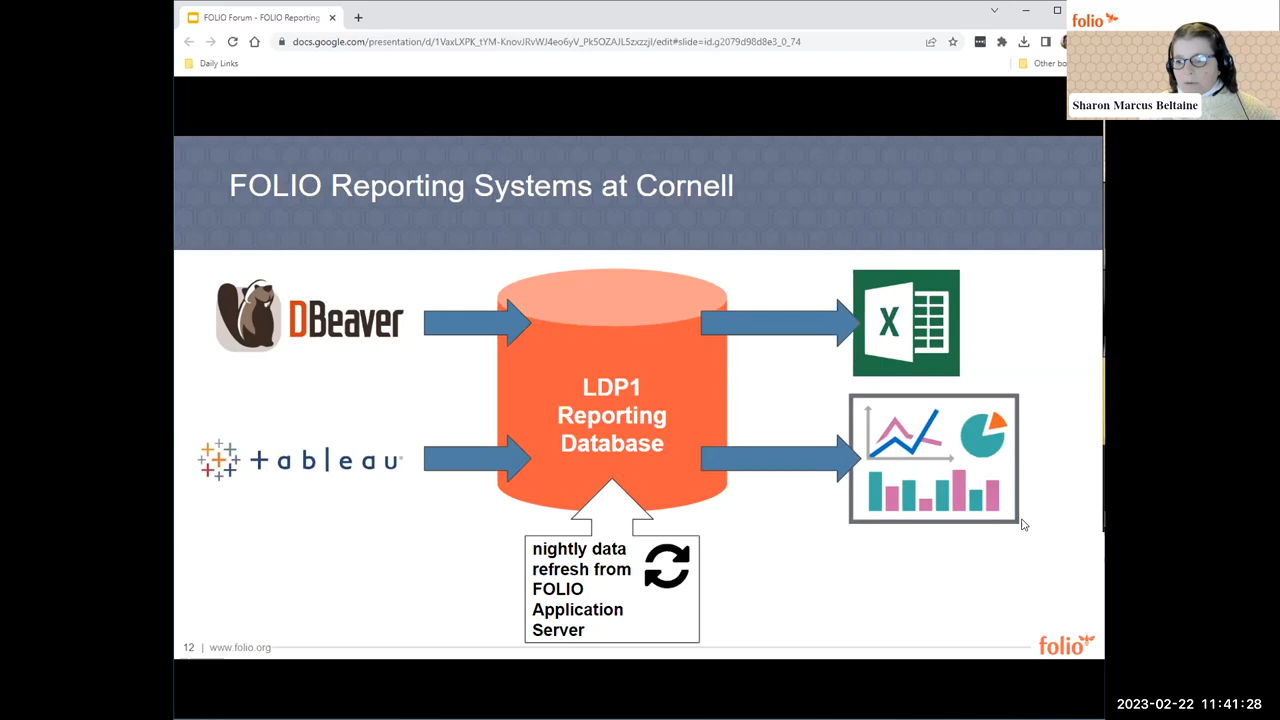 FOLIO Forum - FOLIO Reporting
docs.google.com/presentation/d/1VaxLXPK_tYM-KnovJRvWJ4eo6yV_Pk5OZAJL5zxzzjI/edit#slide=id.g2079d98d8e3_0_74
Daily Links
Other bo
folio
Sharon Marcus Beltaine
FOLIO Reporting Systems at Cornell
DBeaver
LDP1
Reporting
Database
X
+ableau
nightly data
refresh from
FOLIO
Application
Server
12 | www.folio.org
folio
2023-02-22 11:41:28